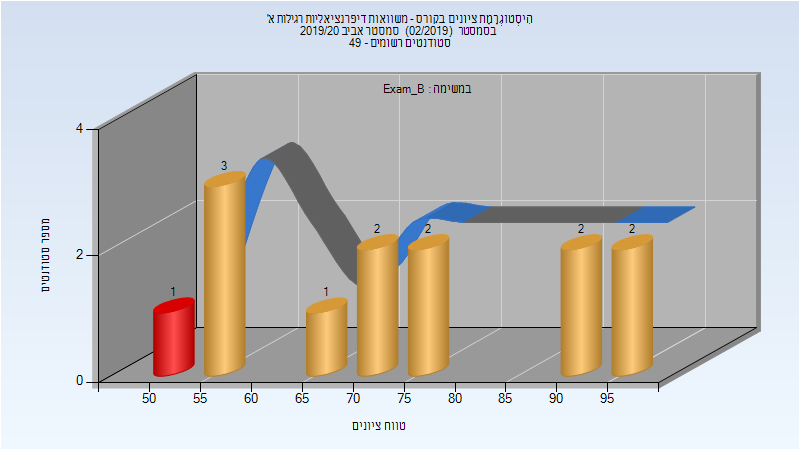 היסטוגרמת ציונים בקורס - משוואות דיפרנציאליות רגילות א'
בסמסטר (02/2019) סמסטר אביב 2019/20
סטודנטים רשומים - 49
במשימה : Exam_B
מספר סטודנטים
4
2
0
1
3
1
2
2
2
2
50 55 60 65 70 75 80 85 90 95
טווח ציונים